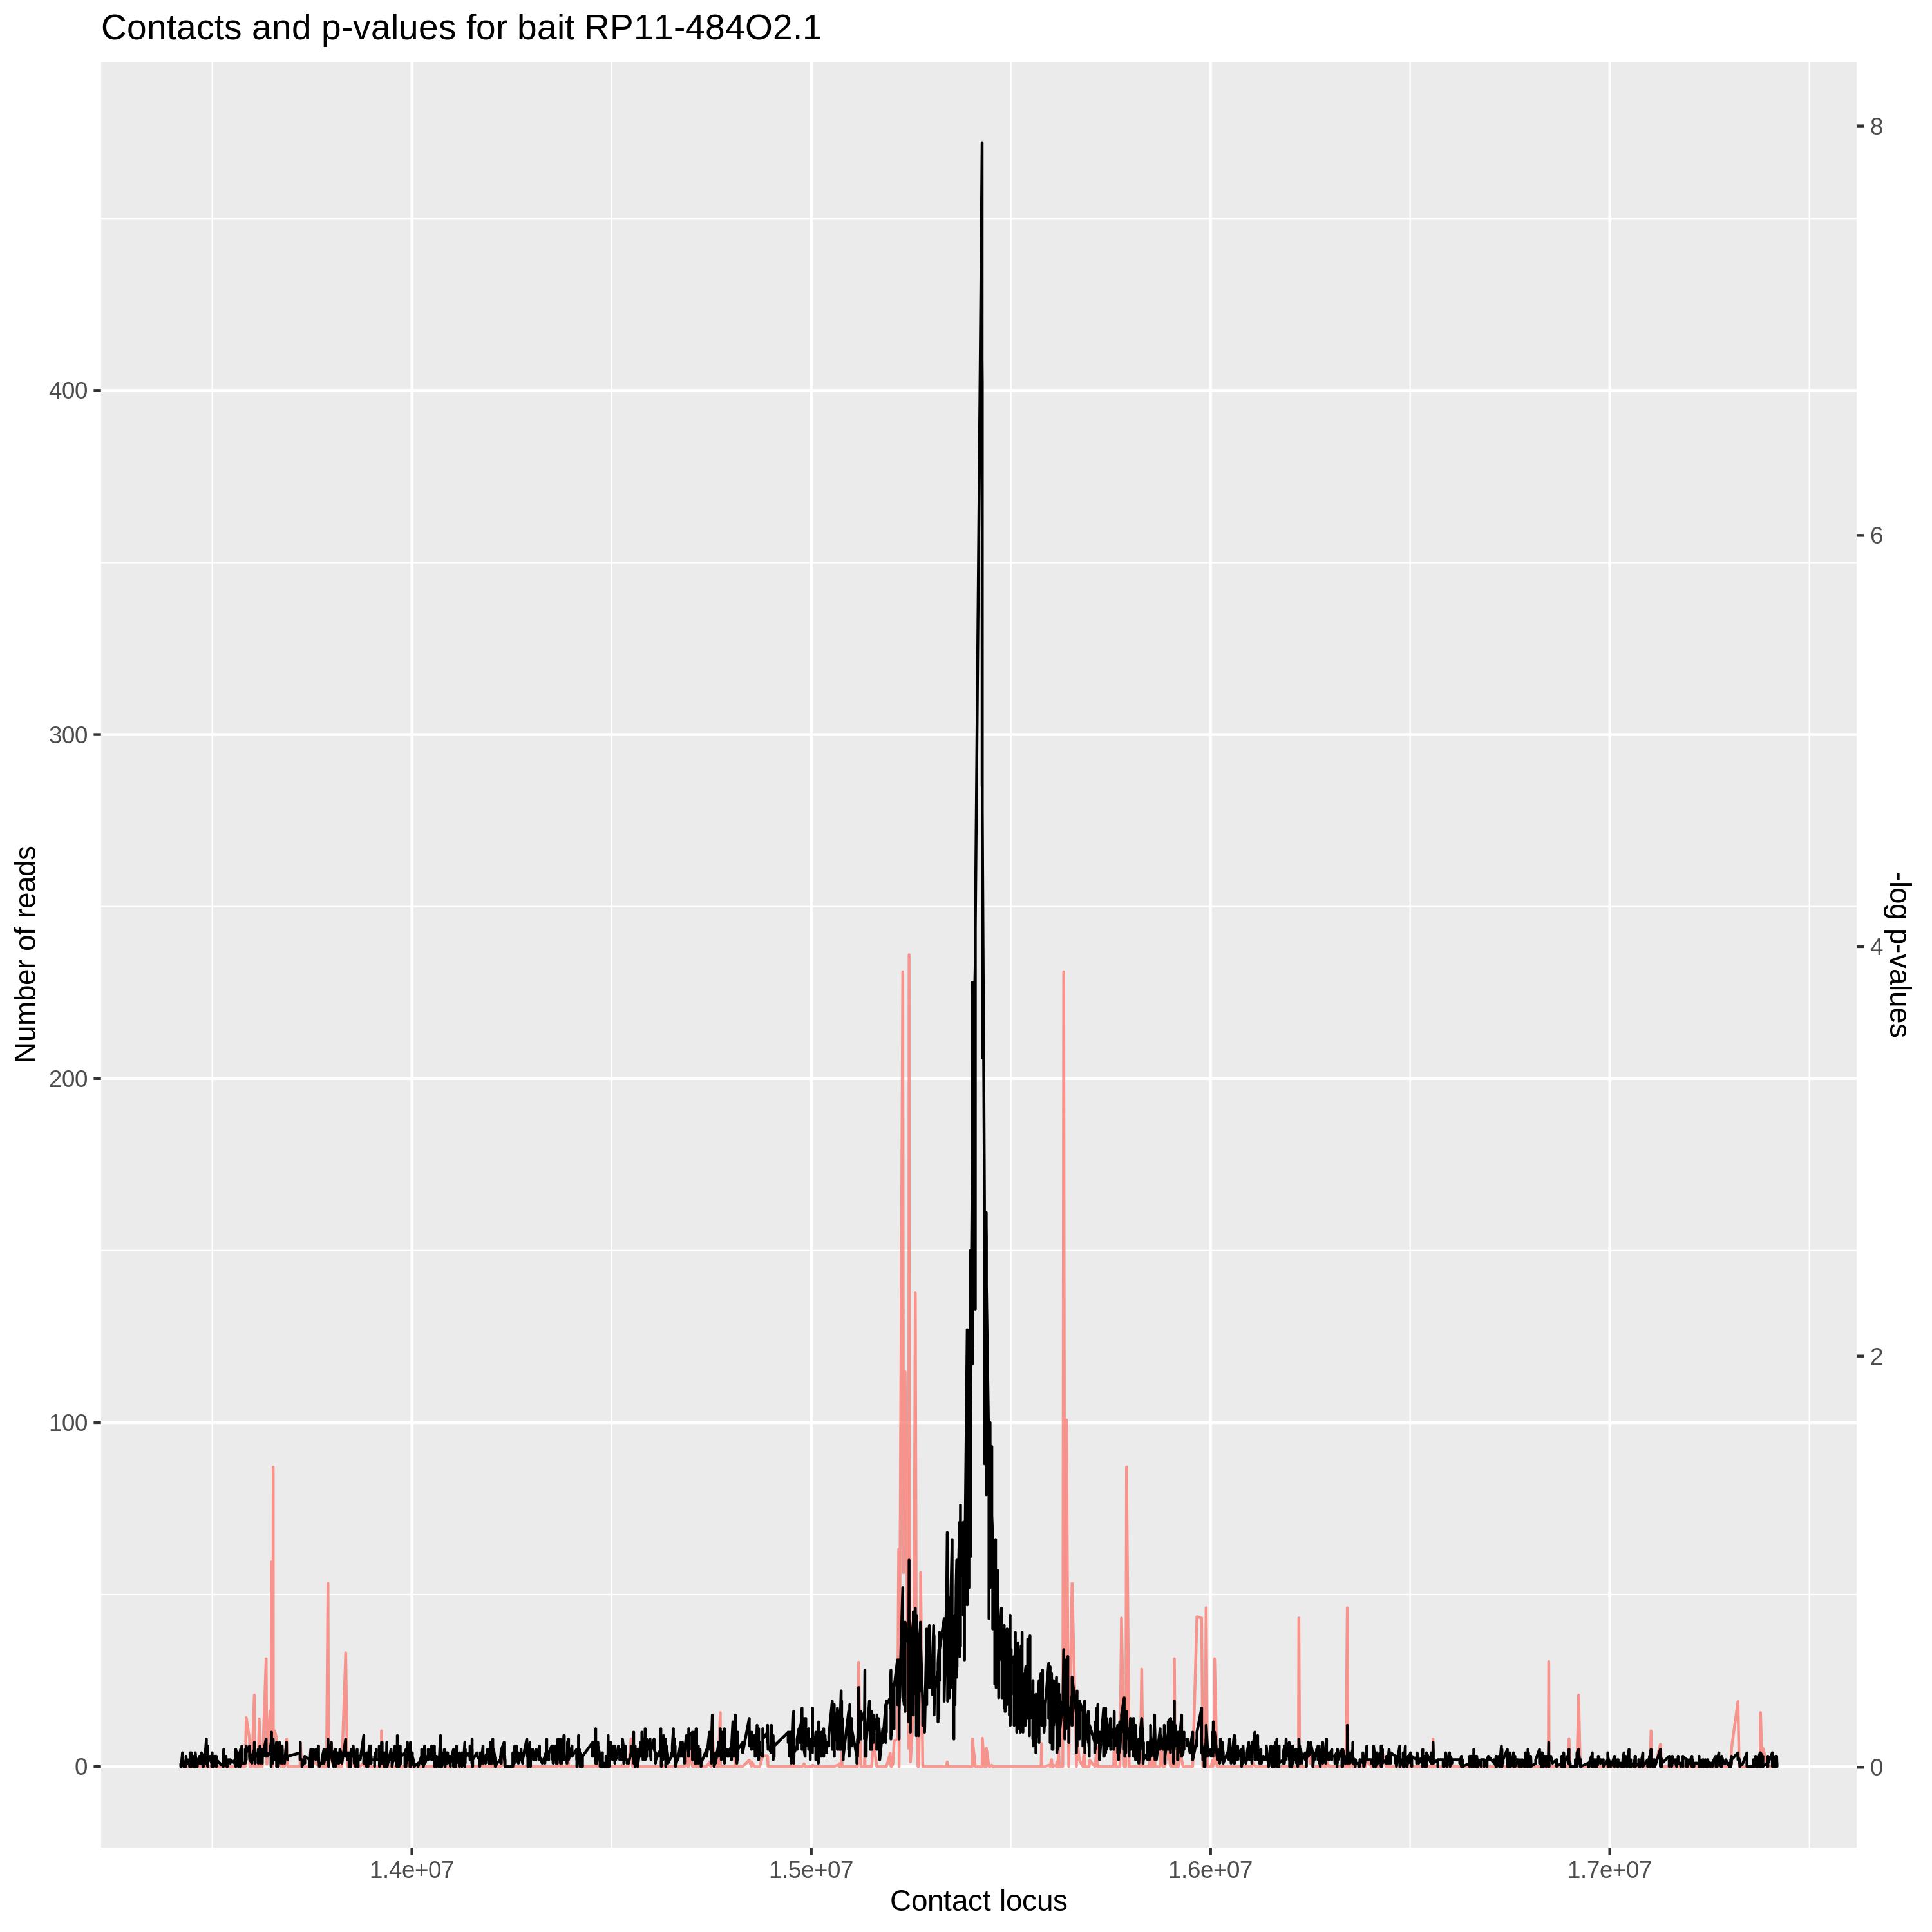 Contacts and p-values for bait RP11-484O2.1
8
400
6
300
Number of reads
-log p-values
4
200
2
100
0
0
1.4e+07
1.5e+07
1.6e+07
1.7e+07
Contact locus